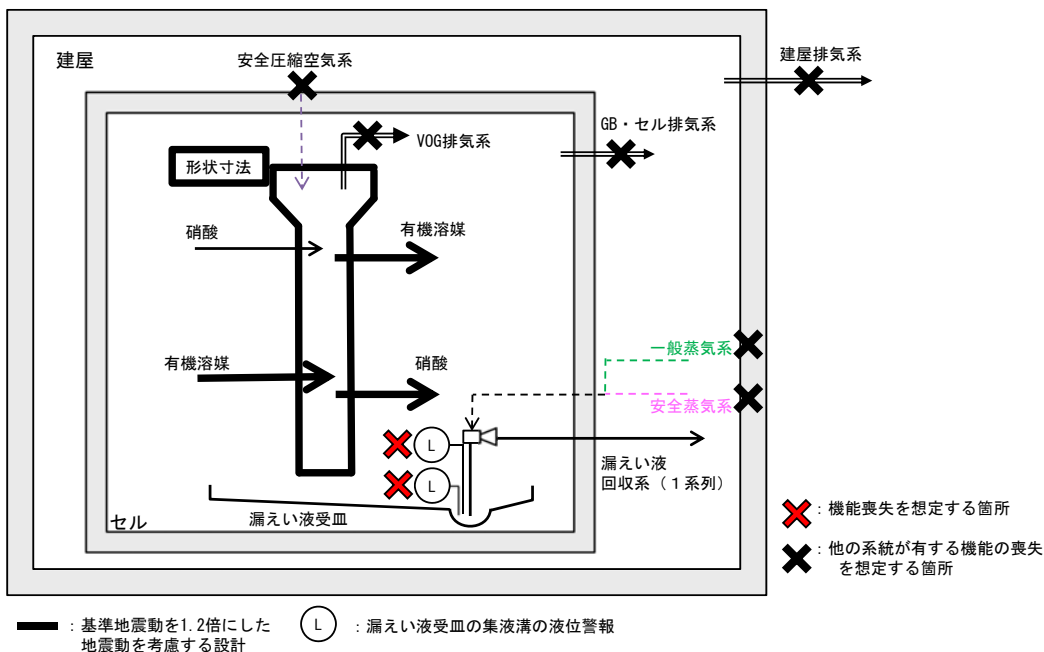 建屋
安全圧縮空気系
建屋排気系
VOG排気系
GB・セル排気系
形状寸法
硝酸
有機溶媒
有機溶媒
硝酸
一般蒸気系
安全蒸気系
L
L
漏えい液
回収系（１系列）
漏えい液受皿
セル
：機能喪失を想定する箇所
：他の系統が有する機能の喪失
を想定する箇所
：基準地震動を1.2倍にした
地震動を考慮する設計
L
：漏えい液受皿の集液溝の液位警報